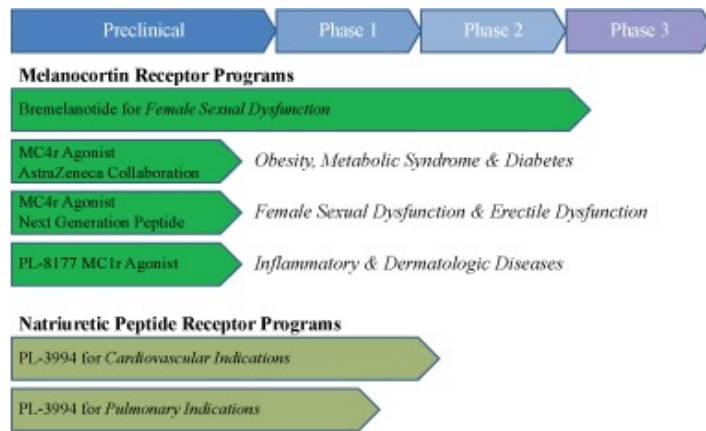 Preclinical Phase 1 Phase 2 Phase 3
Melanocortin Receptor Programs
Bremelanotide for Female Sexual Dysfunction
MC4r Agonist
AstraZeneca Collaboration
Obesity, Metabolic Syndrome & Diabetes
MC4r Agonist
Next Generation Peptide
Female Sexual Dysfunction & Erectile Dysfunction
PL-8177 MC1r Agonist
Inflammatory & Dermatologic Diseases
Natriuretic Peptide Receptor Programs
PL-3994 for Cardiovascular Indications
PL-3994 for Pulmonary Indications